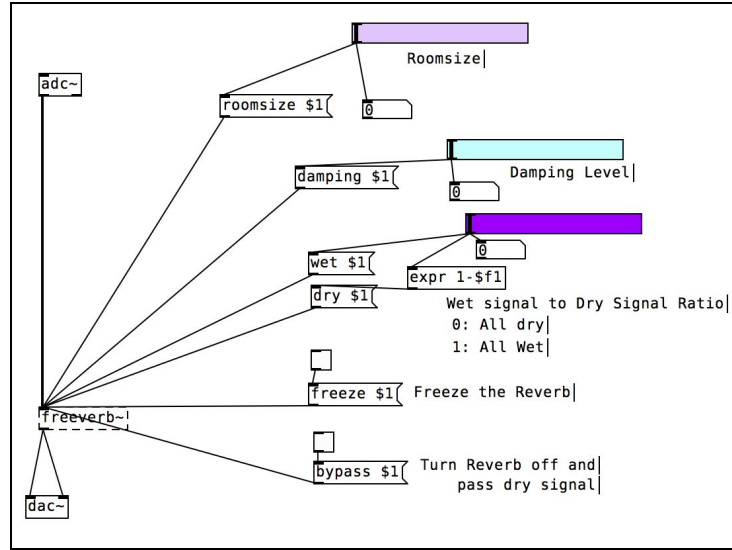 Roomsize
adc~
roomsize $1
0
damping $1
Damping Level
0
0
wet $1
expr 1-$f1
dry $1
Wet signal to Dry Signal Ratio
0: All dry
1: All Wet
freeze $1
Freeze the Reverb
freeverb~
bypass $1
Turn Reverb off and
pass dry signal
dac~